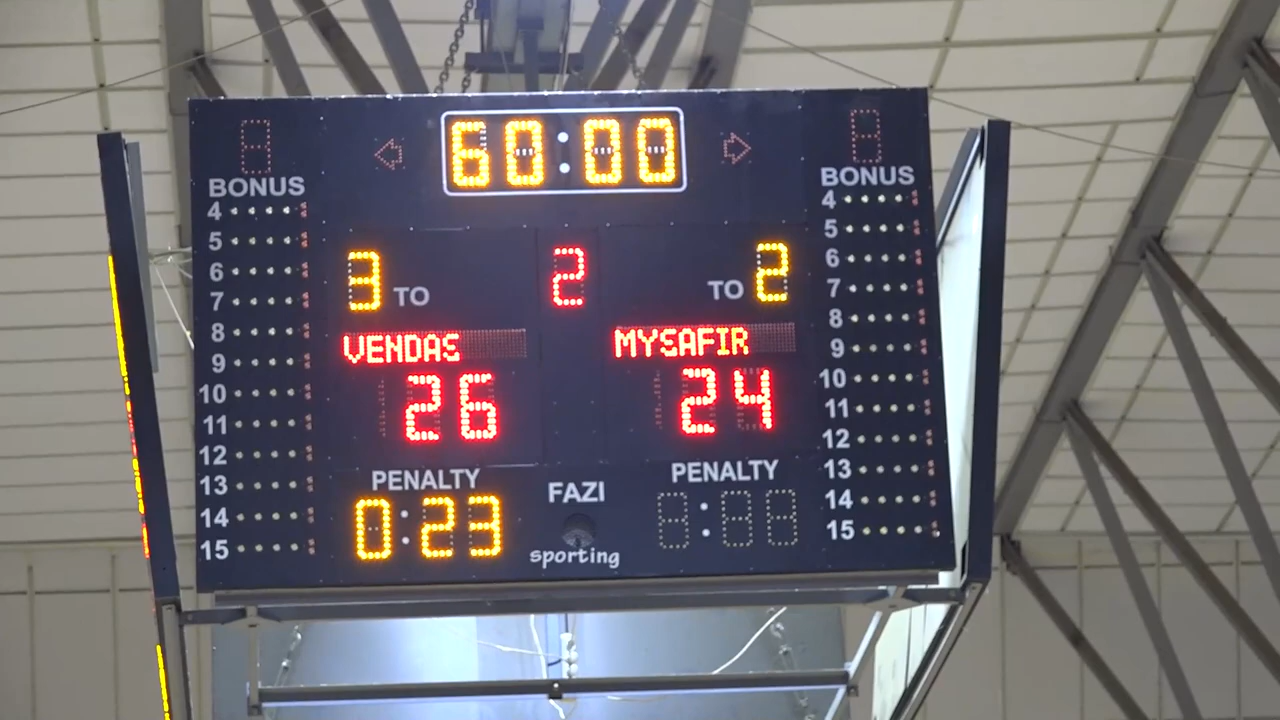 60:00
BONUS
4
5
6
7
8
9
10
11
12
13
14
15
3 TO
2
TO 2
VENDAS
26
MYSAFIR
24
PENALTY
0:23
FAZI
sporting
PENALTY
BONUS
4
5
6
7
8
9
10
11
12
13
14
15